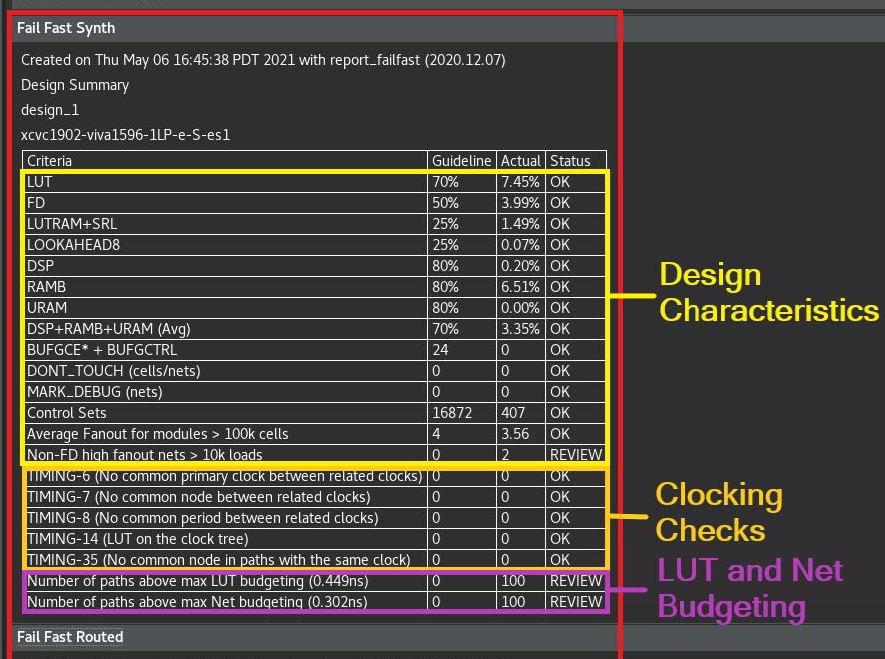 Fail Fast Synth
Created on Thu May 06 16:45:38 PDT 2021 with report_failfast (2020.12.07)
Design Summary
design_1
xcvc1902-viva1596-1LP-e-S-es1
Criteria Guideline Actual Status
LUT 70% 7.45% OK
FD 50% 3.99% OK
LUTRAM+SRL 25% 1.49% OK
LOOKAHEAD8 25% 0.07% OK
DSP 80% 0.20% OK
RAMB 80% 6.51% OK
URAM 80% 0.00% OK
DSP+RAMB+URAM (Avg) 70% 3.35% OK
BUFGCE* + BUFGCTRL 24 0 OK
DONT_TOUCH (cells/nets) 0 0 OK
MARK_DEBUG (nets) 0 0 OK
Control Sets 16872 407 OK
Average Fanout for modules > 100k cells 4 3.56 OK
Non-FD high fanout nets > 10k loads 0 2 REVIEW
Design
Characteristics
TIMING-6 (No common primary clock between related clocks) 0 0 OK
TIMING-7 (No common node between related clocks) 0 0 OK
TIMING-8 (No common period between related clocks) 0 0 OK
TIMING-14 (LUT on the clock tree) 0 0 OK
TIMING-35 (No common node in paths with the same clock) 0 0 OK
Clocking
Checks
Number of paths above max LUT budgeting (0.449ns) 0 100 REVIEW
Number of paths above max Net budgeting (0.302ns) 0 100 REVIEW
LUT and Net
Budgeting
Fail Fast Routed